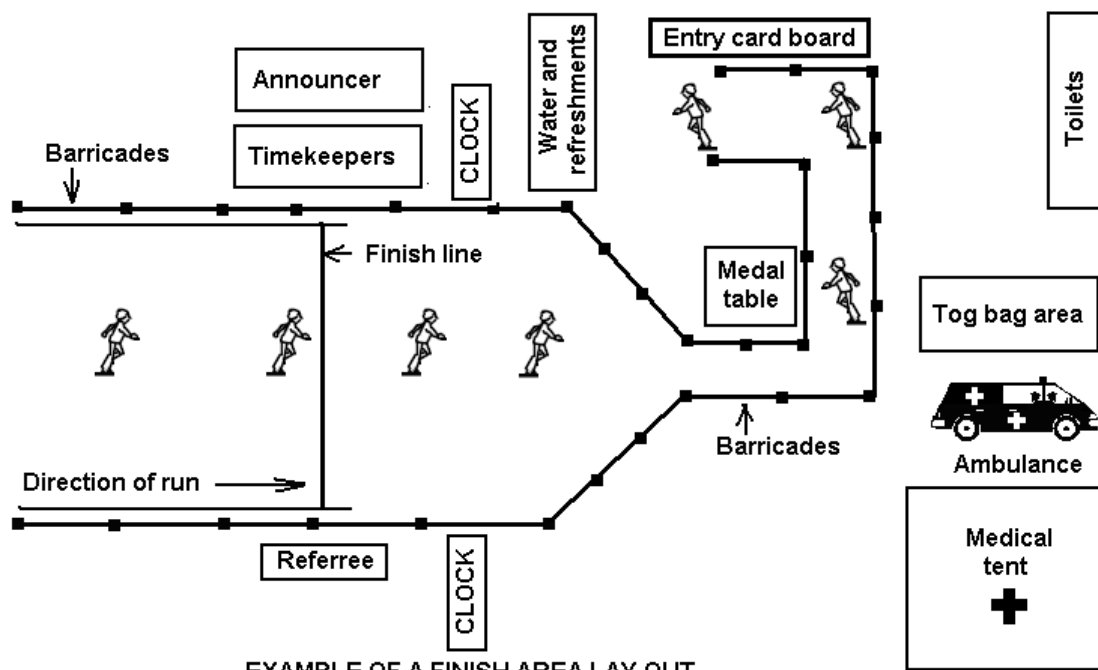 Entry card board
Announcer
Water and
refreshments
CLOCK
Toilets
Barricades
Timekeepers
Finish line
Medal
table
Tog bag area
Barricades
Ambulance
Direction of run
Referree
CLOCK
Medical
tent
EXAMPLE OF A FINISH AREA LAY OUT